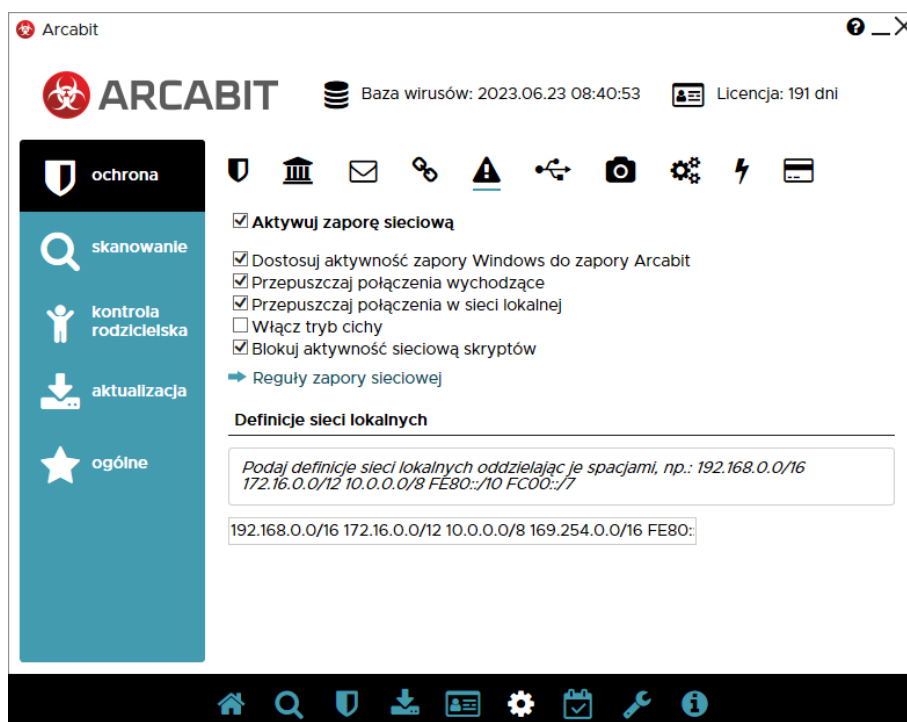 Arcabit
ARCABIT
Baza wirusów: 2023.06.23 08:40:53
Licencja: 191 dni
ochrona
skanowanie
kontrola
rodzicielska
aktualizacja
ogólne
Aktywuj zaporę sieciową
Dostosuj aktywność zapory Windows do zapory Arcabit
Przepuszczaj połączenia wychodzące
Przepuszczaj połączenia w sieci lokalnej
Włącz tryb cichy
Blokuj aktywność sieciową skryptów
Reguły zapory sieciowej
Definicje sieci lokalnych
Podaj definicje sieci lokalnych oddzielając je spacjami, np.: 192.168.0.0/16
172.16.0.0/12 10.0.0.0/8 FE80::/10 FC00::/7
192.168.0.0/16 172.16.0.0/12 10.0.0.0/8 169.254.0.0/16 FE80::